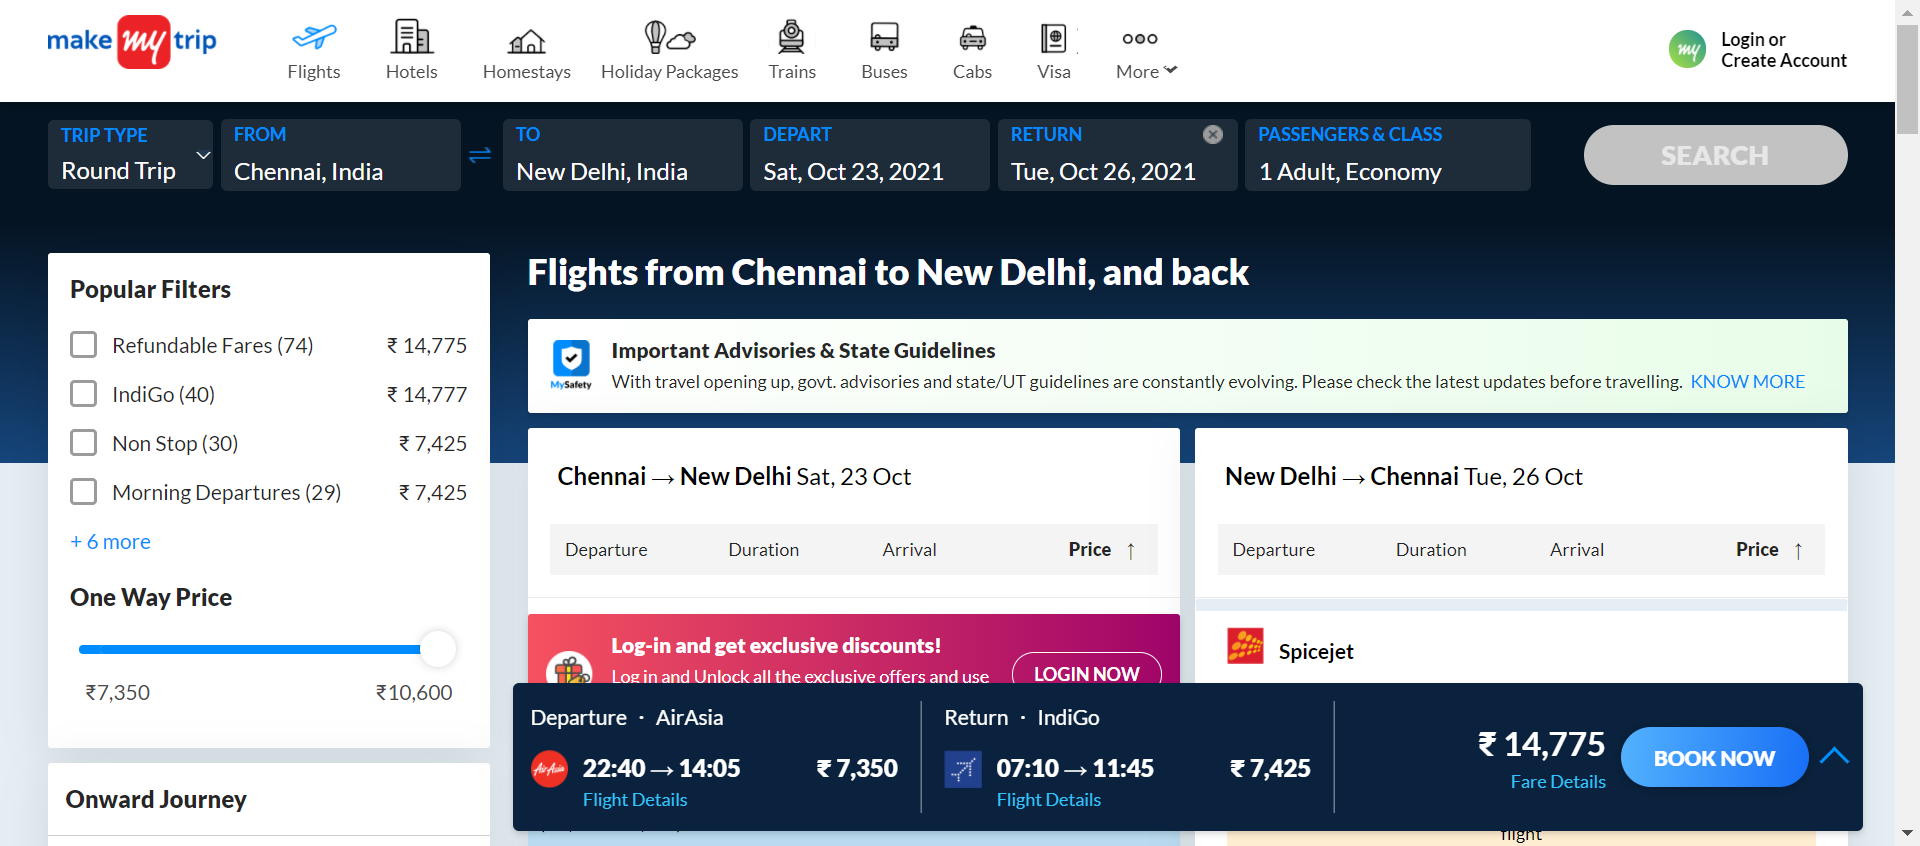 make my trip
Flights
Hotels
Homestays
Holiday Packages
Trains
Buses
Cabs
Visa
More
my
Login or
Create Account
TRIP TYPE
Round Trip
FROM
Chennai, India
TO
New Delhi, India
DEPART
Sat, Oct 23, 2021
RETURN
Tue, Oct 26, 2021
PASSENGERS & CLASS
1 Adult, Economy
SEARCH
Popular Filters
Refundable Fares (74) ₹ 14,775
IndiGo (40) ₹ 14,777
Non Stop (30) ₹ 7,425
Morning Departures (29) ₹ 7,425
+ 6 more
One Way Price
₹7,350 ₹10,600
Onward Journey
Flights from Chennai to New Delhi, and back
MySafety
Important Advisories & State Guidelines
With travel opening up, govt. advisories and state/UT guidelines are constantly evolving. Please check the latest updates before travelling. KNOW MORE
Chennai → New Delhi Sat, 23 Oct
Departure Duration Arrival Price ↑
Log-in and get exclusive discounts!
Log in and Unlock all the exclusive offers and use
LOGIN NOW
New Delhi → Chennai Tue, 26 Oct
Departure Duration Arrival Price ↑
Spicejet
Departure · AirAsia
AirAsia
22:40 → 14:05 ₹ 7,350
Flight Details
Return · IndiGo
07:10 → 11:45 ₹ 7,425
Flight Details
₹ 14,775
Fare Details
BOOK NOW
flight